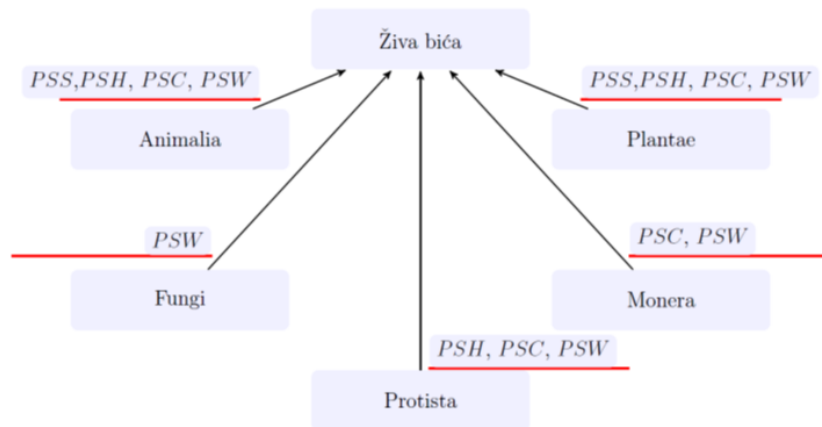 Živa bića
PSS,PSH, PSC, PSW
PSS,PSH, PSC, PSW
Animalia
Plantae
PSW
PSC, PSW
Fungi
Monera
PSH, PSC, PSW
Protista